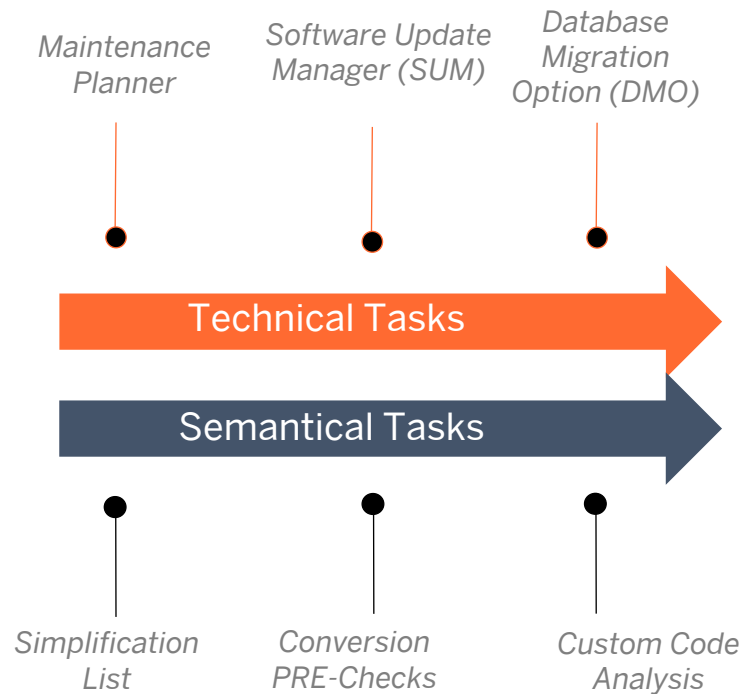 Maintenance
Planner
Software Update
Manager (SUM)
Database
Migration
Option (DMO)
Technical Tasks
Semantical Tasks
Simplification
List
Conversion
PRE-Checks
Custom Code
Analysis